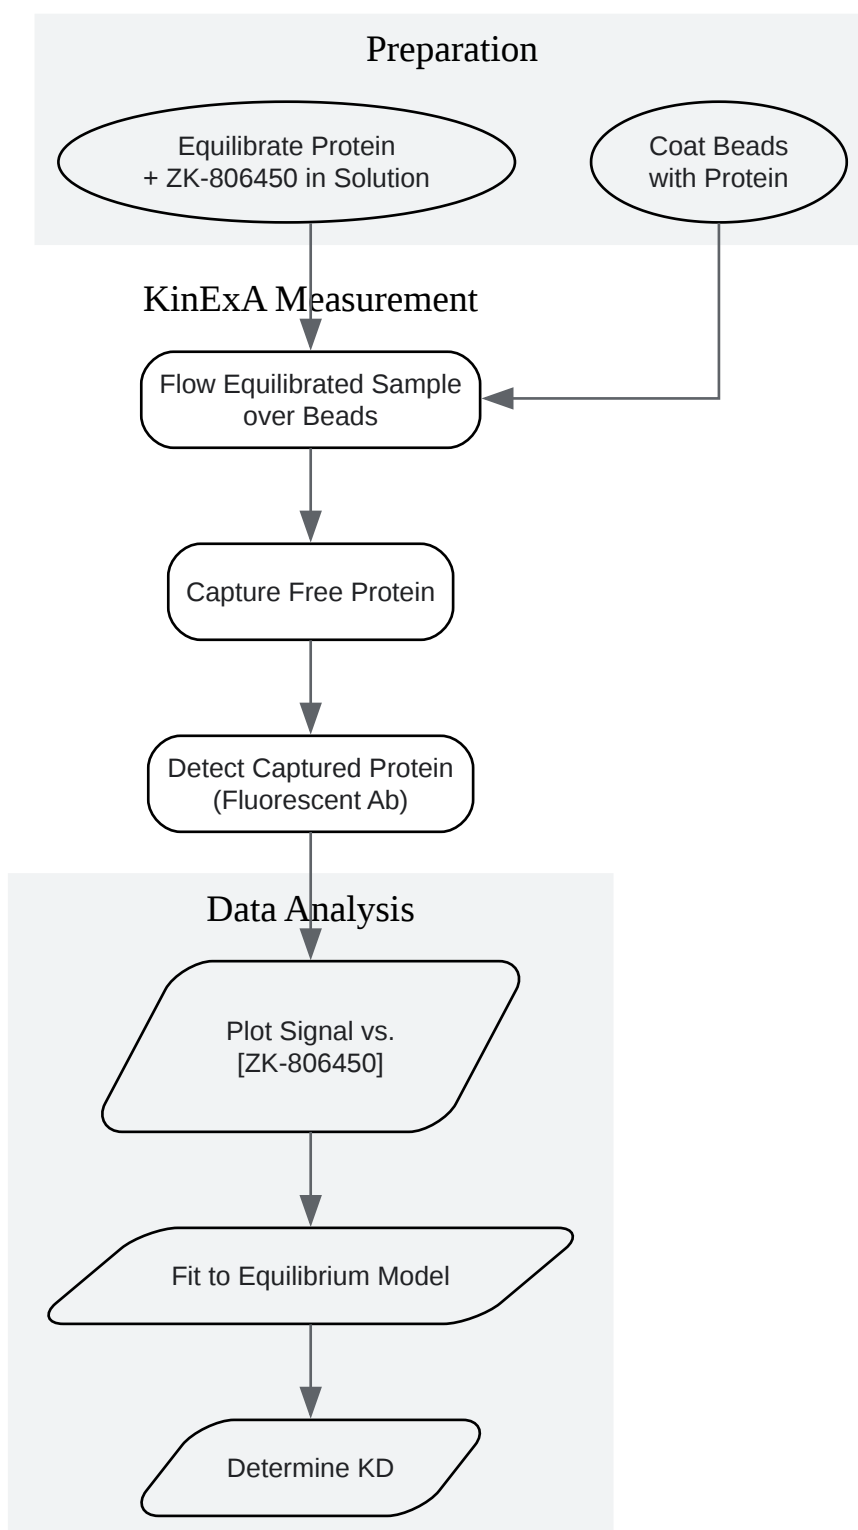 Preparation
Equilibrate Protein
+ ZK-806450 in Solution
Coat Beads
with Protein
KinExA Measurement
Flow Equilibrated Sample
over Beads
Capture Free Protein
Detect Captured Protein
(Fluorescent Ab)
Data Analysis
Plot Signal vs.
[ZK-806450]
Fit to Equilibrium Model
Determine KD